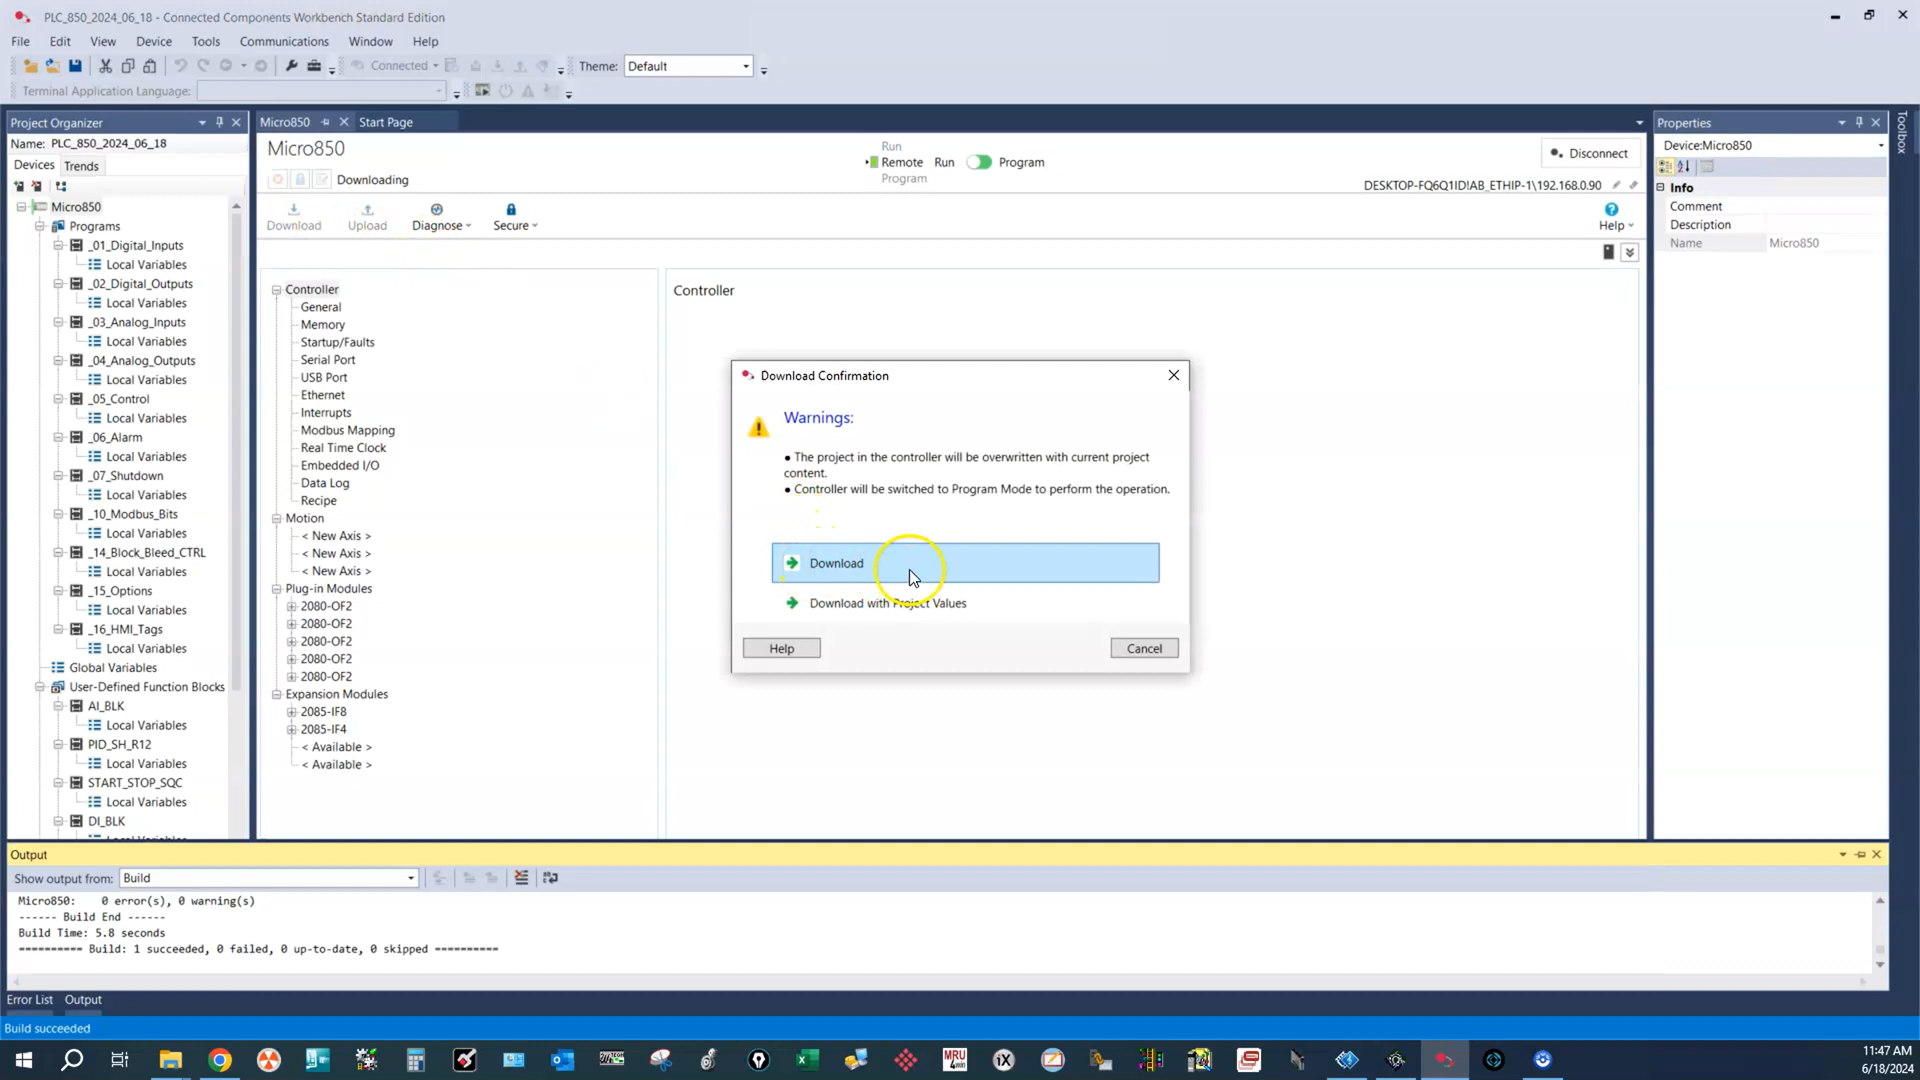 PLC_850_2024_06_18 - Connected Components Workbench Standard Edition
File Edit View Device Tools Communications Window Help
Connected Theme: Default
Terminal Application Language:
Project Organizer
Name: PLC_850_2024_06_18
Devices Trends
Micro850
Programs
_01_Digital_Inputs
Local Variables
_02_Digital_Outputs
Local Variables
_03_Analog_Inputs
Local Variables
_04_Analog_Outputs
Local Variables
_05_Control
Local Variables
_06_Alarm
Local Variables
_07_Shutdown
Local Variables
_10_Modbus_Bits
Local Variables
_14_Block_Bleed_CTRL
Local Variables
_15_Options
Local Variables
_16_HMI_Tags
Local Variables
Global Variables
User-Defined Function Blocks
AI_BLK
Local Variables
PID_SH_R12
Local Variables
START_STOP_SQC
Local Variables
DI_BLK
Local Variables
Micro850 Start Page
Micro850
Downloading
Run
Remote Run Program
Program
Disconnect
DESKTOP-FQ6Q1ID!AB_ETHIP-1\192.168.0.90
Download Upload Diagnose Secure Help
Controller
General
Memory
Startup/Faults
Serial Port
USB Port
Ethernet
Interrupts
Modbus Mapping
Real Time Clock
Embedded I/O
Data Log
Recipe
Motion
< New Axis >
< New Axis >
< New Axis >
Plug-in Modules
2080-OF2
2080-OF2
2080-OF2
2080-OF2
2080-OF2
Expansion Modules
2085-IF8
2085-IF4
< Available >
< Available >
Controller
Download Confirmation
Warnings:
● The project in the controller will be overwritten with current project
content.
● Controller will be switched to Program Mode to perform the operation.
Download
Download with Project Values
Help Cancel
Properties
Device:Micro850
Info
Comment
Description
Name Micro850
Toolbox
Output
Show output from: Build
Micro850: 0 error(s), 0 warning(s)
------ Build End ------
Build Time: 5.8 seconds
========== Build: 1 succeeded, 0 failed, 0 up-to-date, 0 skipped ==========
Error List Output
Build succeeded
MRU
4win
iX
11:47 AM
6/18/2024